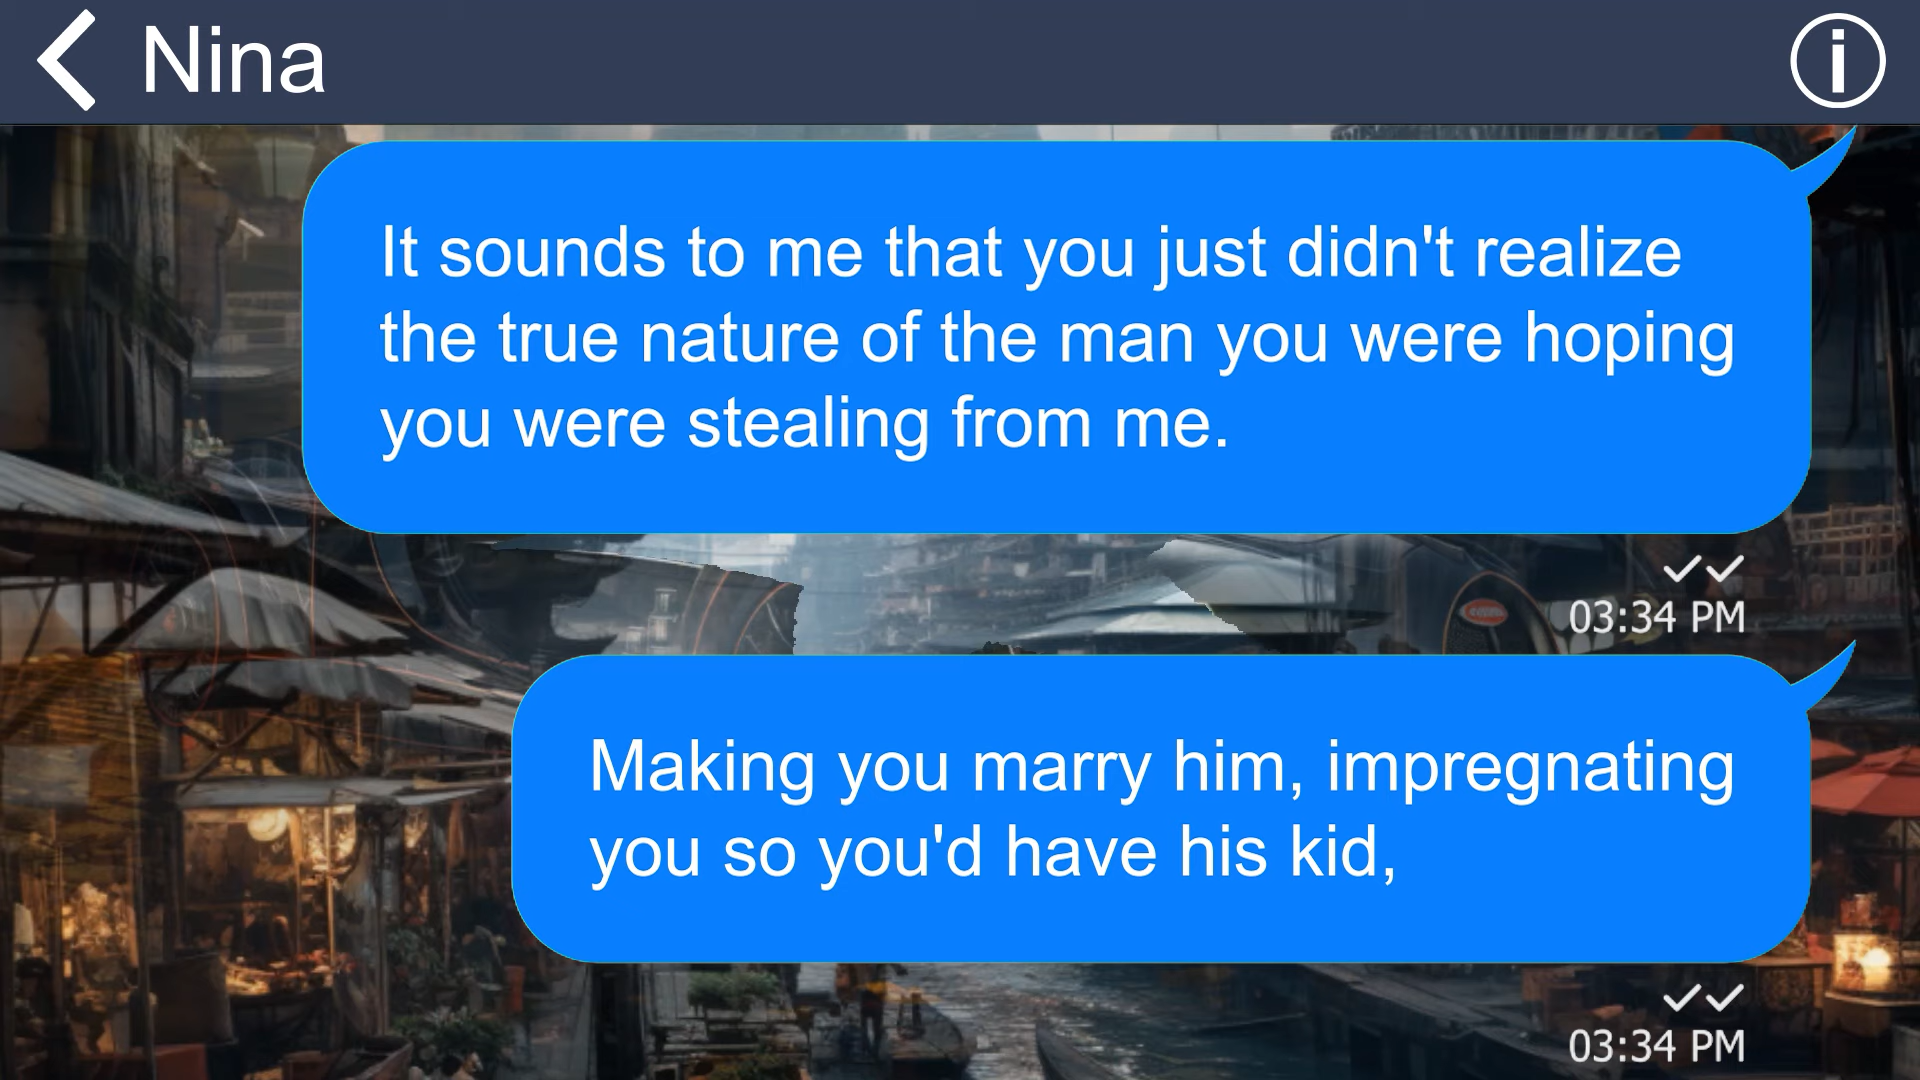 Nina
It sounds to me that you just didn't realize
the true nature of the man you were hoping
you were stealing from me.
03:34 PM
Making you marry him, impregnating
you so you'd have his kid,
03:34 PM